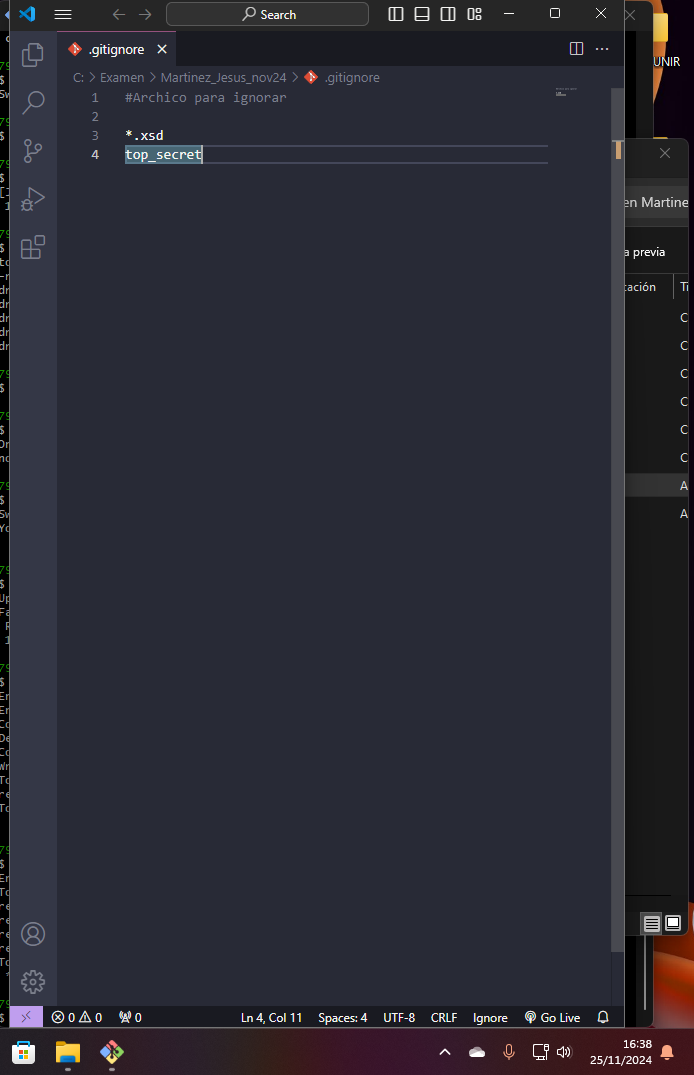 Search
.gitignore
C: > Examen > Martinez_Jesus_nov24 > .gitignore
1 #Archico para ignorar
2
3 *.xsd
4 top_secret
UNIR
en Martine
a previa
cación
0 0 0
Ln 4, Col 11 Spaces: 4 UTF-8 CRLF Ignore Go Live
16:38
25/11/2024